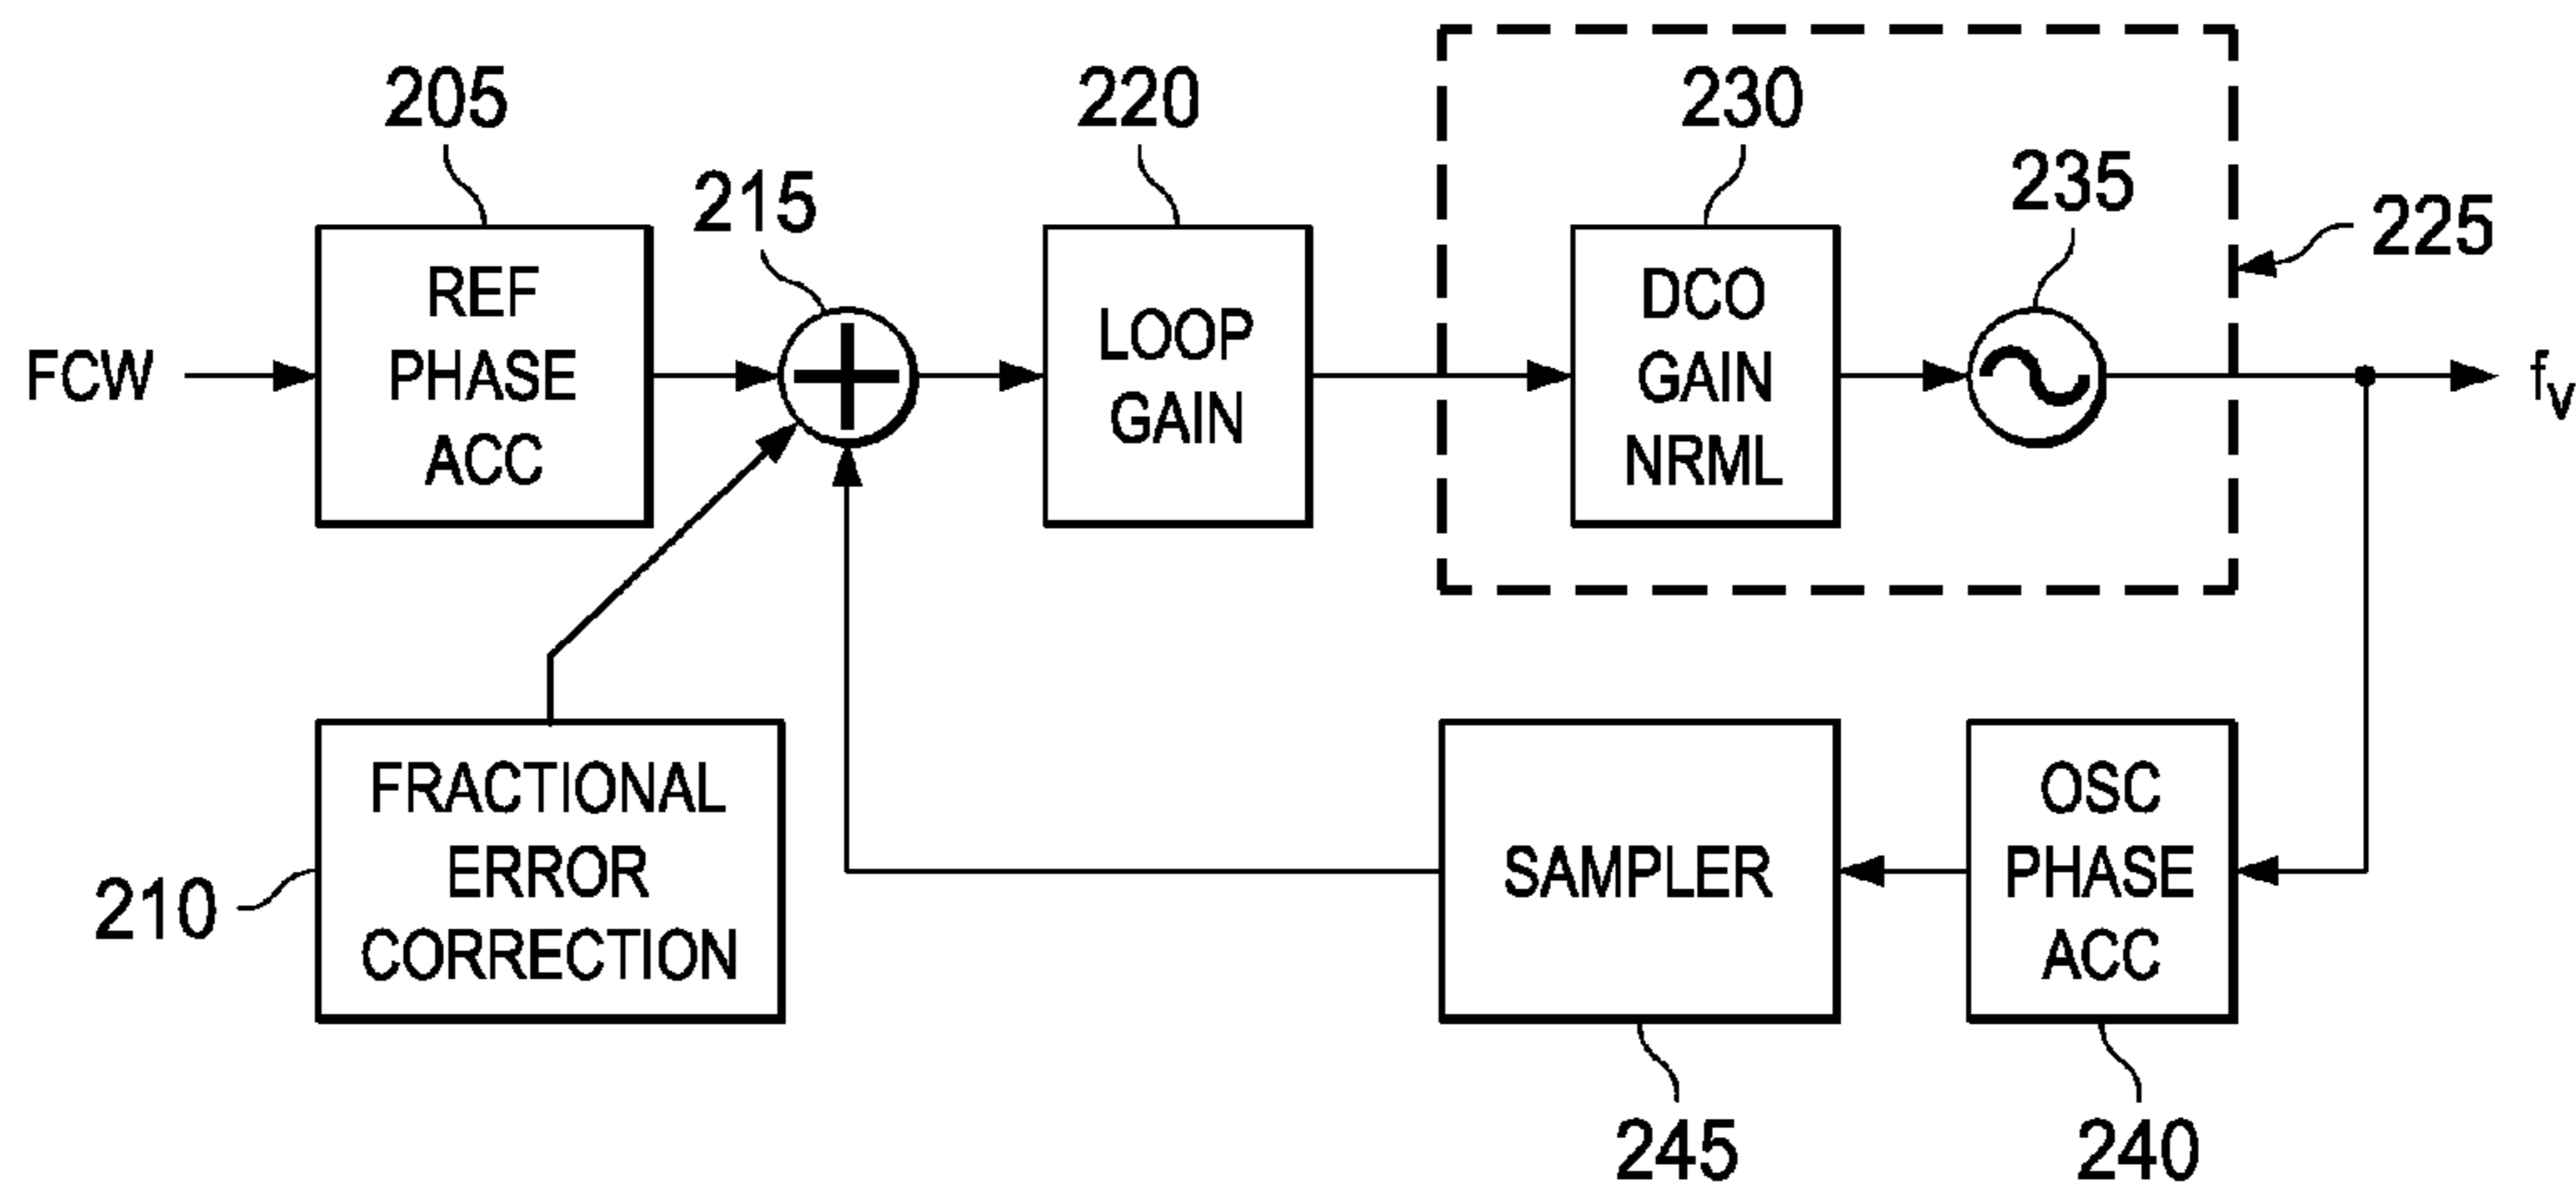 205
220
230
215
235
225
REF
PHASE
ACC
LOOP
GAIN
DCO
GAIN
NRML
FCW
fV
FRACTIONAL
ERROR
CORRECTION
210
SAMPLER
OSC
PHASE
ACC
245
240